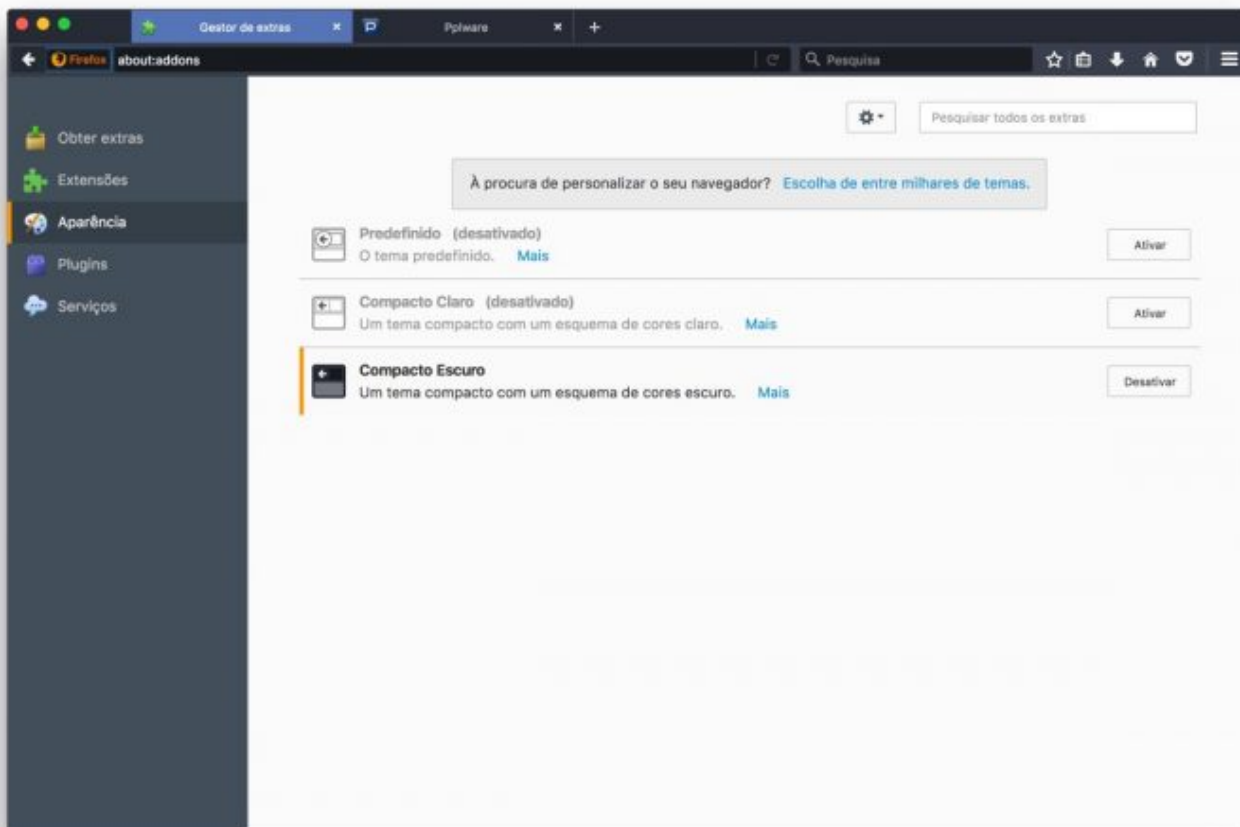 Gestor de extras
Pplware
Firefox about:addons
Pesquisa
Obter extras
Extensões
Aparência
Plugins
Serviços
Pesquisar todos os extras
À procura de personalizar o seu navegador? Escolha de entre milhares de temas.
Predefinido (desativado)
O tema predefinido. Mais
Ativar
Compacto Claro (desativado)
Um tema compacto com um esquema de cores claro. Mais
Ativar
Compacto Escuro
Um tema compacto com um esquema de cores escuro. Mais
Desativar